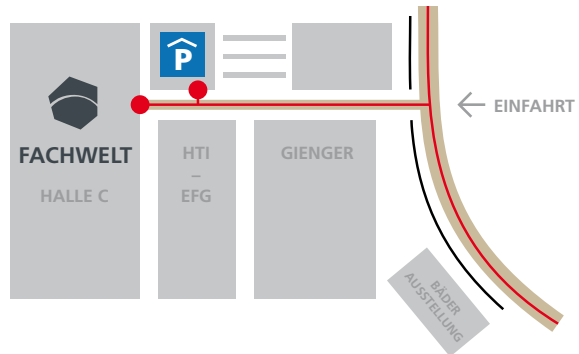 P
EINFAHRT
FACHWELT
HALLE C
HTI
–
EFG
GIENGER
BÄDER
AUSSTELLUNG